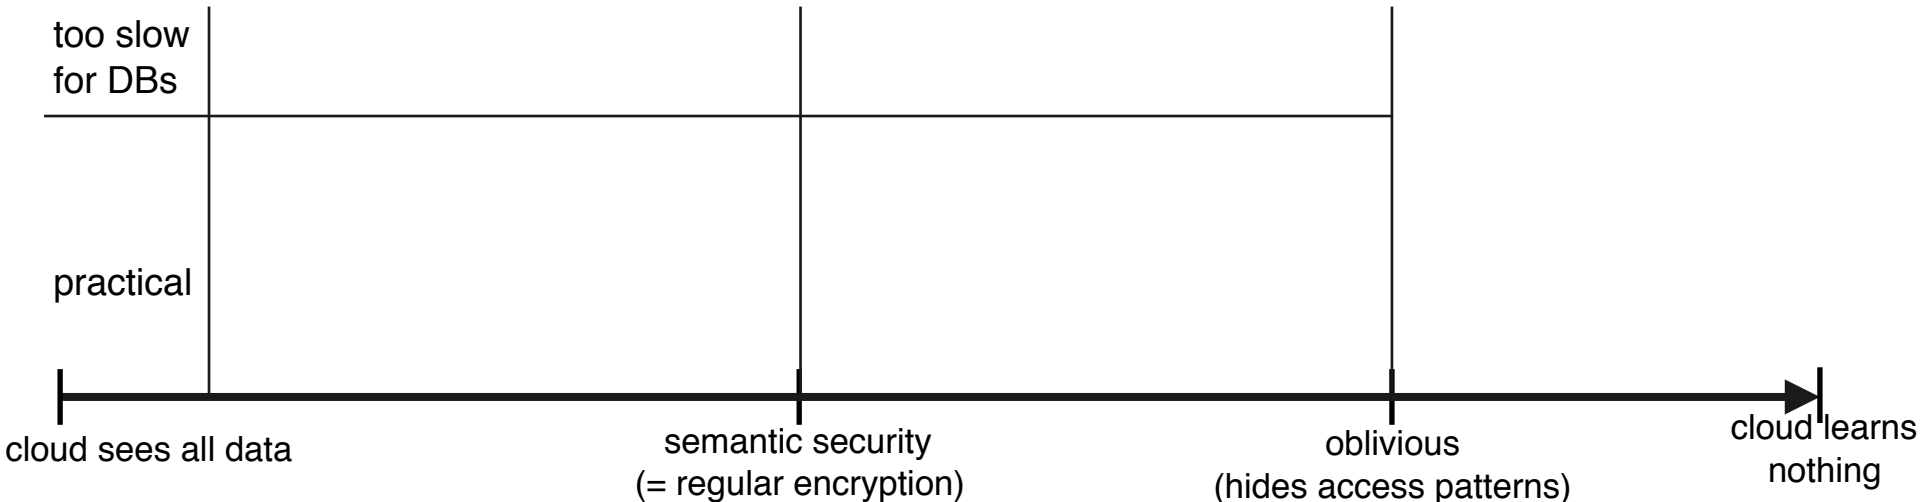 too slow
for DBs
practical
cloud sees all data
semantic security
(= regular encryption)
oblivious
(hides access patterns)
cloud learns
nothing